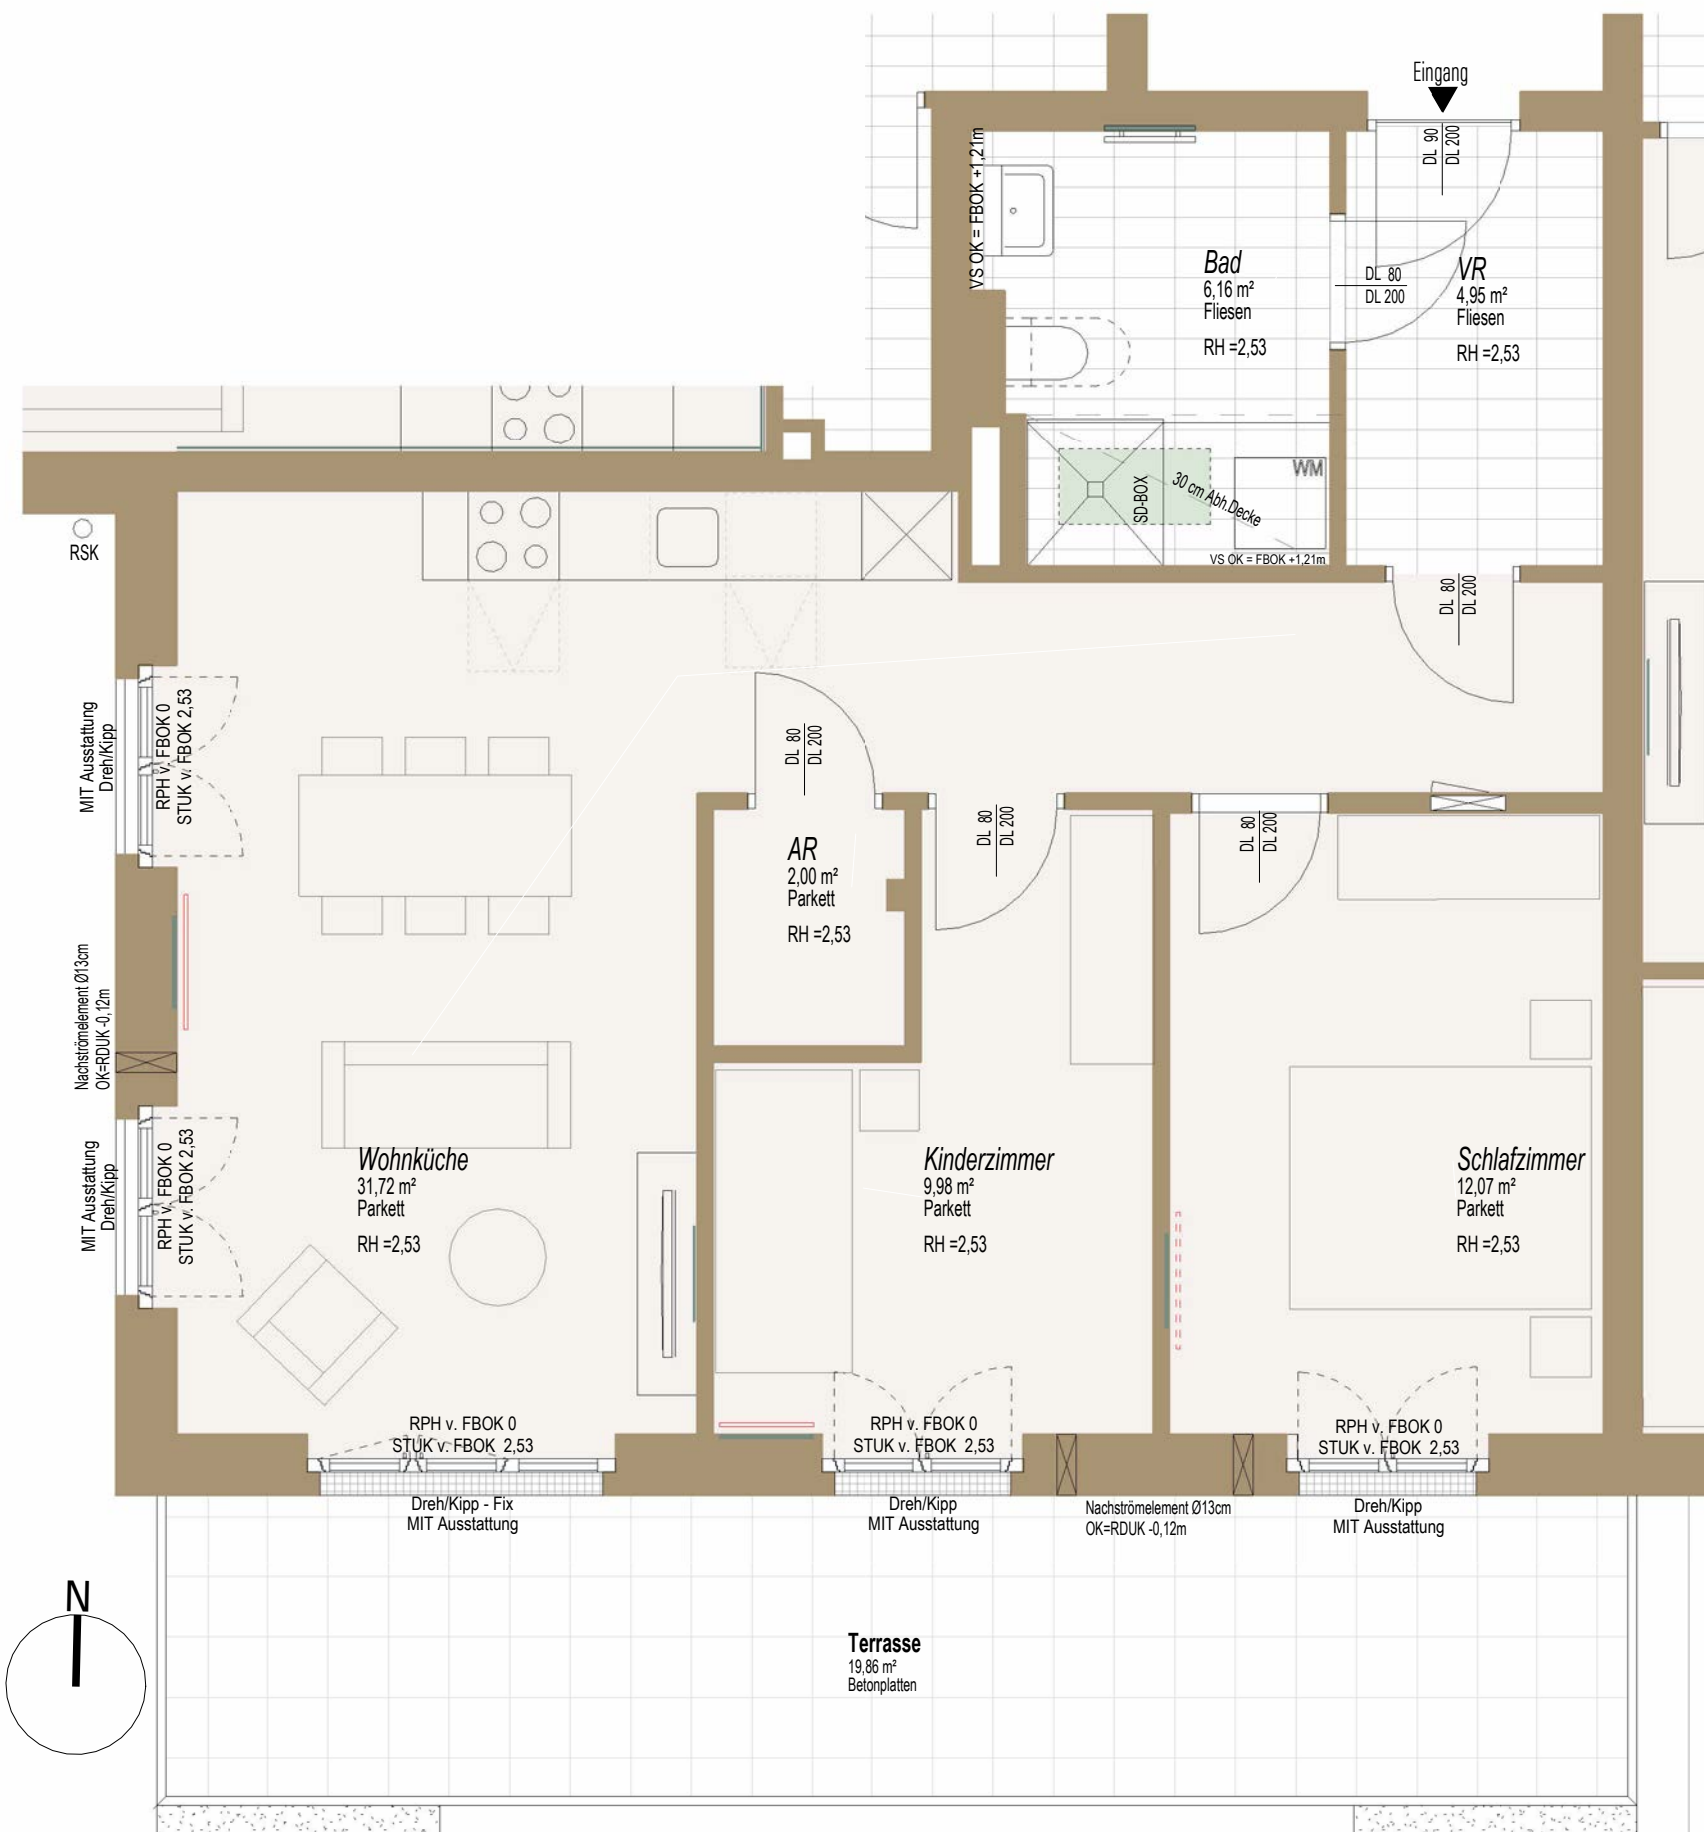 Eingang
DL 90
DL 200
VS OK = FBOK +1,21m
Bad
6,16 m²
Fliesen
RH =2,53
DL 80
DL 200
VR
4,95 m²
Fliesen
RH =2,53
WM
SD-BOX
30 cm Abh.Decke
VS OK = FBOK +1,21m
RSK
DL 80
DL 200
MIT Ausstattung
Dreh/Kipp
RPH v. FBOK 0
STUK v. FBOK 2,53
DL 80
DL 200
AR
2,00 m²
Parkett
RH =2,53
DL 80
DL 200
DL 80
DL 200
Nachströmelement Ø13cm
OK=RDUK -0,12m
MIT Ausstattung
Dreh/Kipp
RPH v. FBOK 0
STUK v. FBOK 2,53
Wohnküche
31,72 m²
Parkett
RH =2,53
Kinderzimmer
9,98 m²
Parkett
RH =2,53
Schlafzimmer
12,07 m²
Parkett
RH =2,53
RPH v. FBOK 0
STUK v. FBOK 2,53
RPH v. FBOK 0
STUK v. FBOK 2,53
RPH v. FBOK 0
STUK v. FBOK 2,53
Dreh/Kipp - Fix
MIT Ausstattung
Dreh/Kipp
MIT Ausstattung
Nachströmelement Ø13cm
OK=RDUK -0,12m
Dreh/Kipp
MIT Ausstattung
N
Terrasse
19,86 m²
Betonplatten